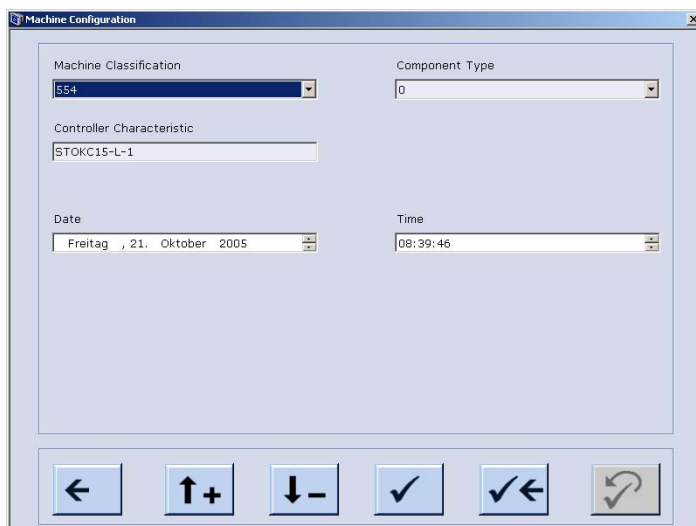 Machine Configuration
Machine Classification
Component Type
554
0
Controller Characteristic
STOKC15-L-1
Date
Time
Freitag , 21. Oktober 2005
08:39:46